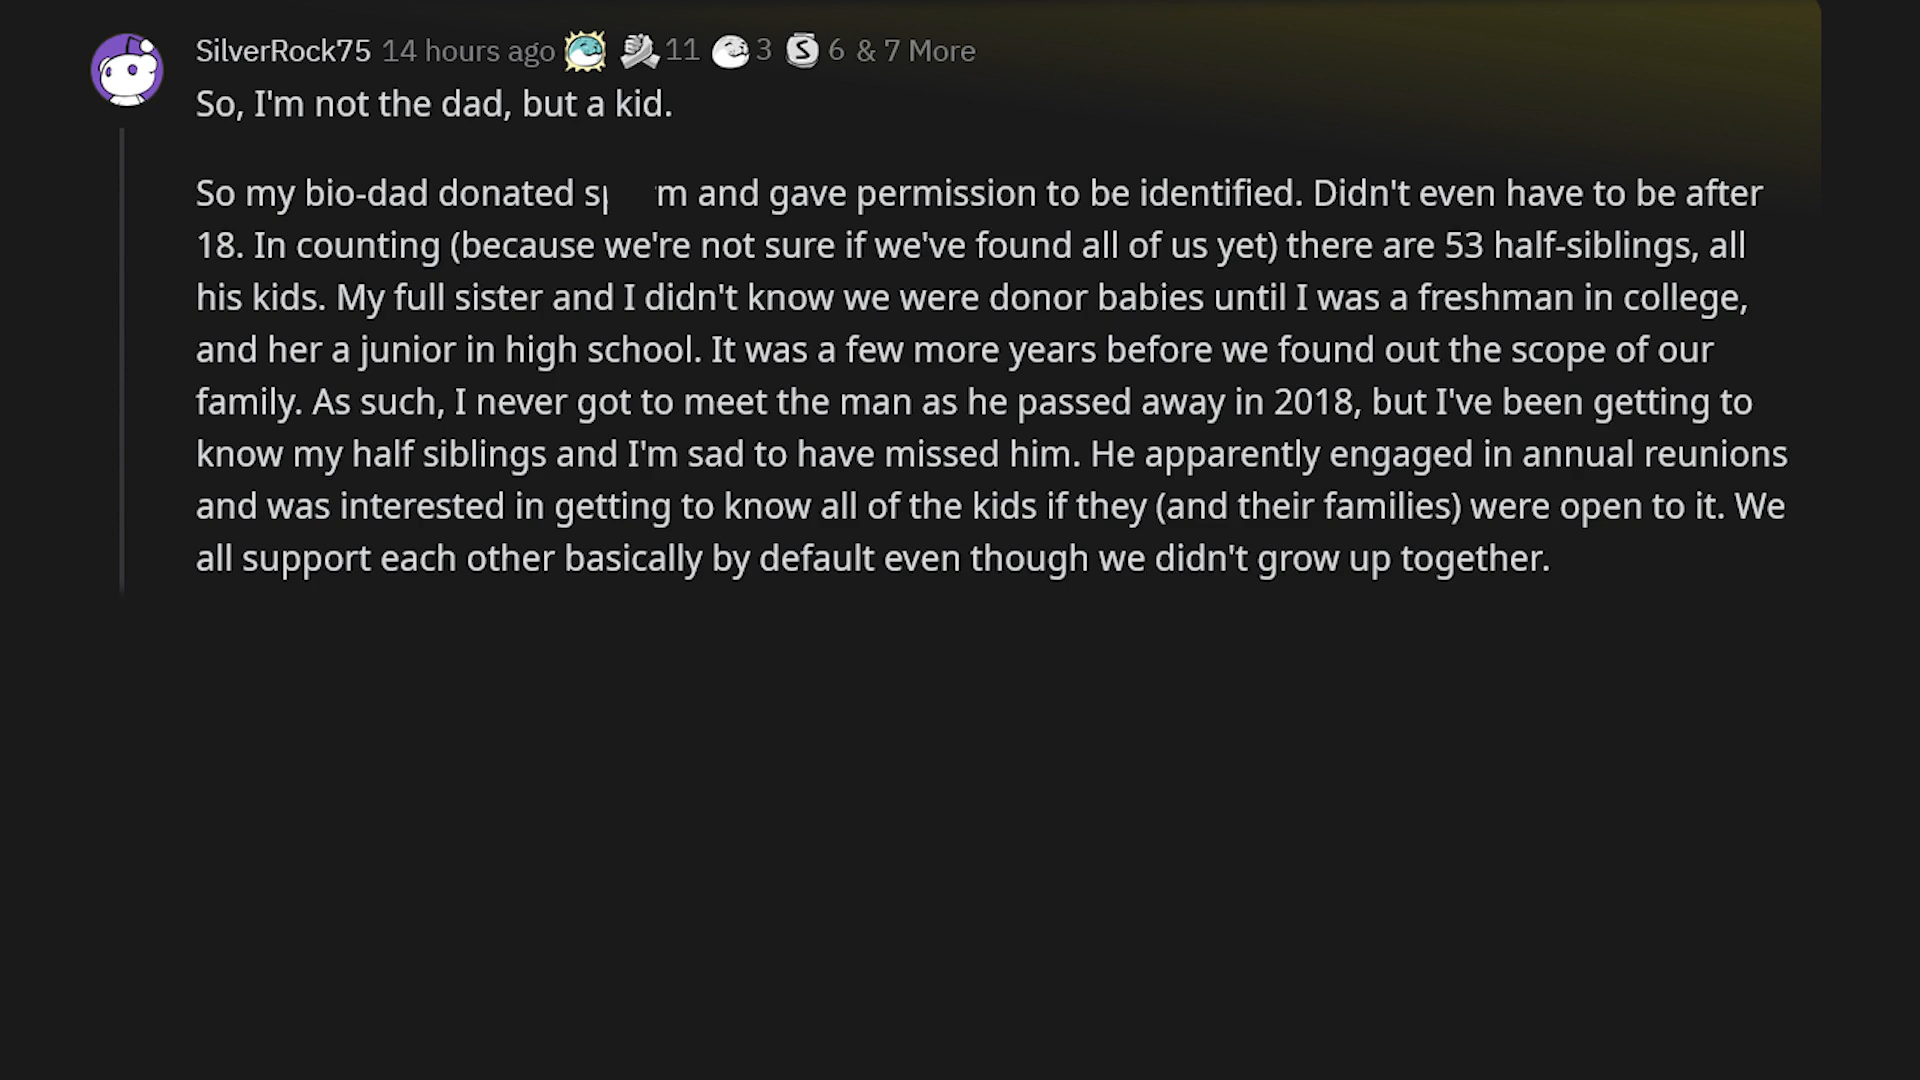 SilverRock75 14 hours ago 11 3 S 6 & 7 More
So, I'm not the dad, but a kid.
So my bio-dad donated sp m and gave permission to be identified. Didn't even have to be after
18. In counting (because we're not sure if we've found all of us yet) there are 53 half-siblings, all
his kids. My full sister and I didn't know we were donor babies until I was a freshman in college,
and her a junior in high school. It was a few more years before we found out the scope of our
family. As such, I never got to meet the man as he passed away in 2018, but I've been getting to
know my half siblings and I'm sad to have missed him. He apparently engaged in annual reunions
and was interested in getting to know all of the kids if they (and their families) were open to it. We
all support each other basically by default even though we didn't grow up together.